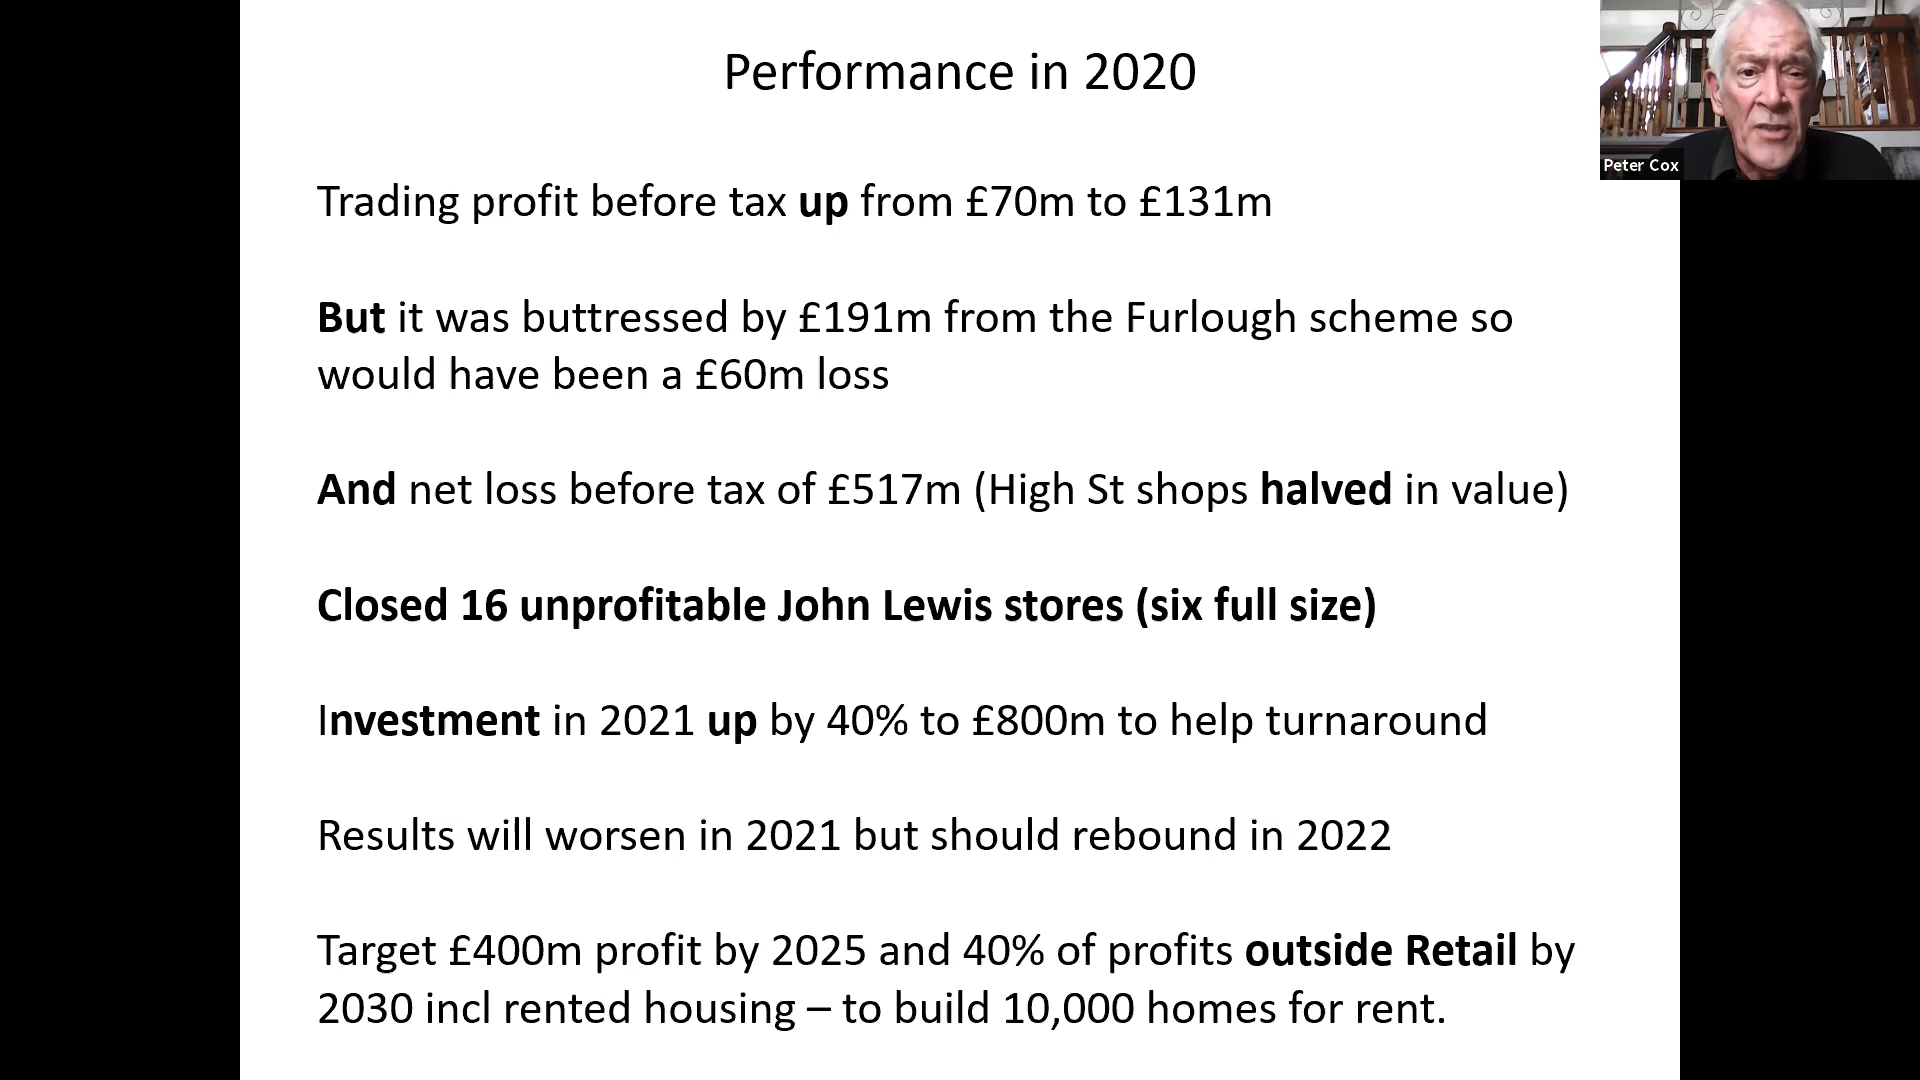 Performance in 2020
Peter Cox
Trading profit before tax up from £70m to £131m
But it was buttressed by £191m from the Furlough scheme so
would have been a £60m loss
And net loss before tax of £517m (High St shops halved in value)
Closed 16 unprofitable John Lewis stores (six full size)
Investment in 2021 up by 40% to £800m to help turnaround
Results will worsen in 2021 but should rebound in 2022
Target £400m profit by 2025 and 40% of profits outside Retail by
2030 incl rented housing – to build 10,000 homes for rent.